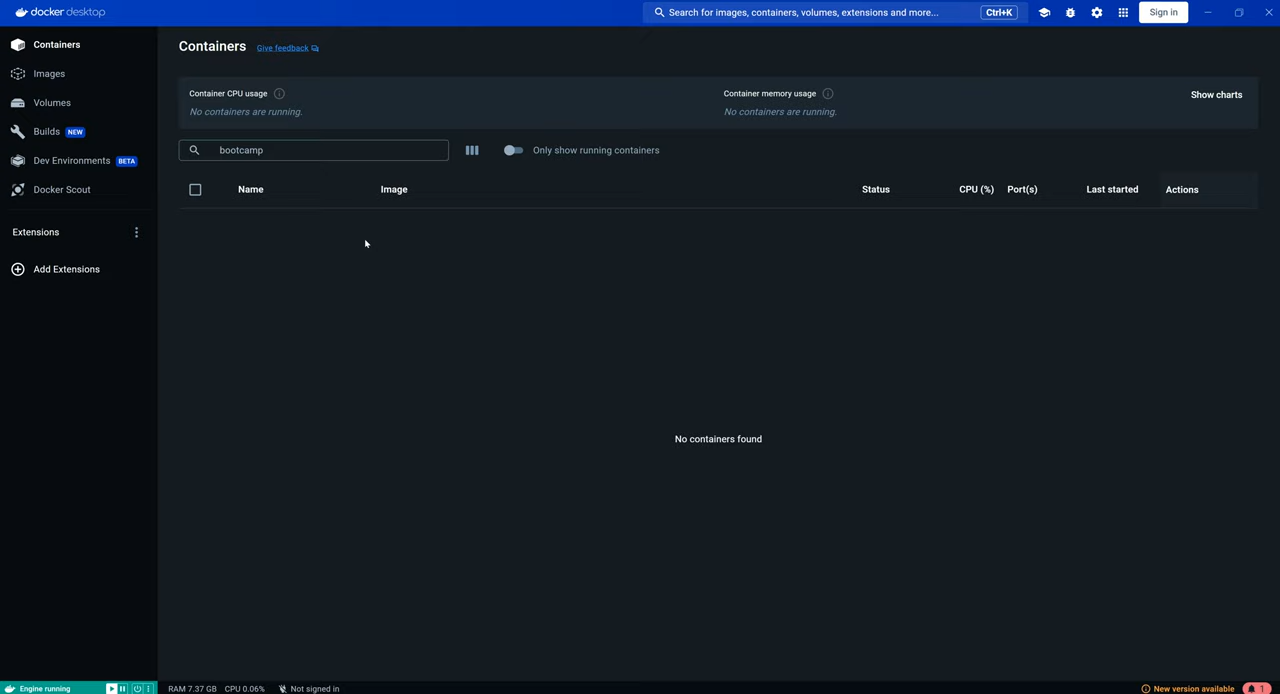 docker desktop
Search for images, containers, volumes, extensions and more...
Ctrl+K
Sign in
Containers
Images
Volumes
Builds NEW
Dev Environments BETA
Docker Scout
Extensions
Add Extensions
Containers Give feedback
Container CPU usage
No containers are running.
Container memory usage
No containers are running.
Show charts
bootcamp
Only show running containers
Name Image Status CPU (%) Port(s) Last started Actions
No containers found
Engine running
RAM 7.37 GB CPU 0.06% Not signed in
New version available 1